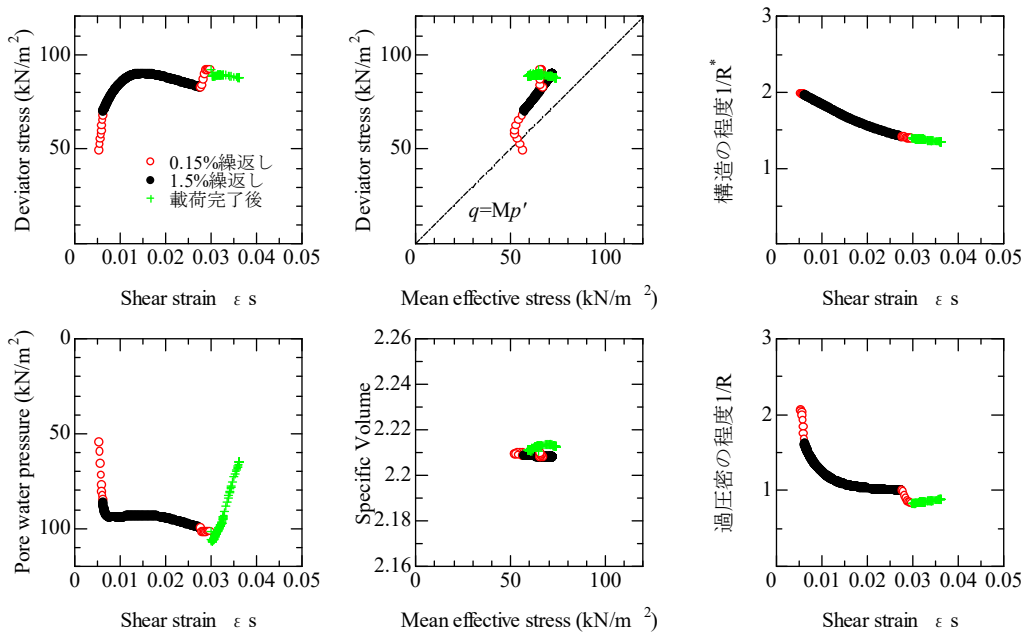 Deviator stress (kN/m²)
100
50
0 0.01 0.02 0.03 0.04 0.05
Shear strain ε s
0.15%繰返し
1.5%繰返し
載荷完了後
Deviator stress (kN/m²)
100
50
0 50 100
q=Mp′
Mean effective stress (kN/m ²)
構造の程度1/R*
3
2
1
0 0.01 0.02 0.03 0.04 0.05
Shear strain ε s
Pore water pressure (kN/m²)
0
50
100
0 0.01 0.02 0.03 0.04 0.05
Shear strain ε s
Specific Volume
2.26
2.24
2.22
2.20
2.18
2.16
0 50 100
Mean effective stress (kN/m ²)
過圧密の程度1/R
3
2
1
0 0.01 0.02 0.03 0.04 0.05
Shear strain ε s